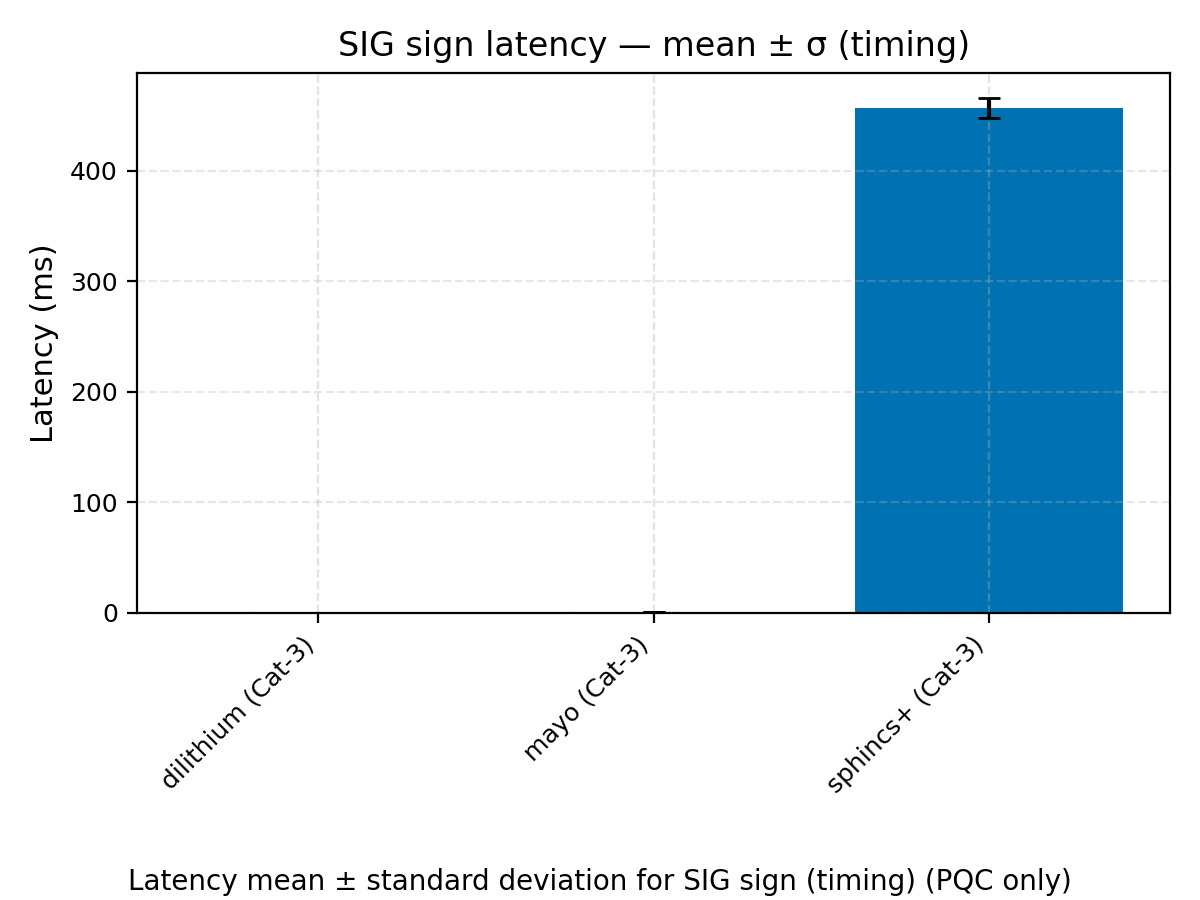 SIG sign latency — mean ± σ (timing)
Latency (ms)
400
300
200
100
0
dilithium (Cat-3)
mayo (Cat-3)
sphincs+ (Cat-3)
Latency mean ± standard deviation for SIG sign (timing) (PQC only)